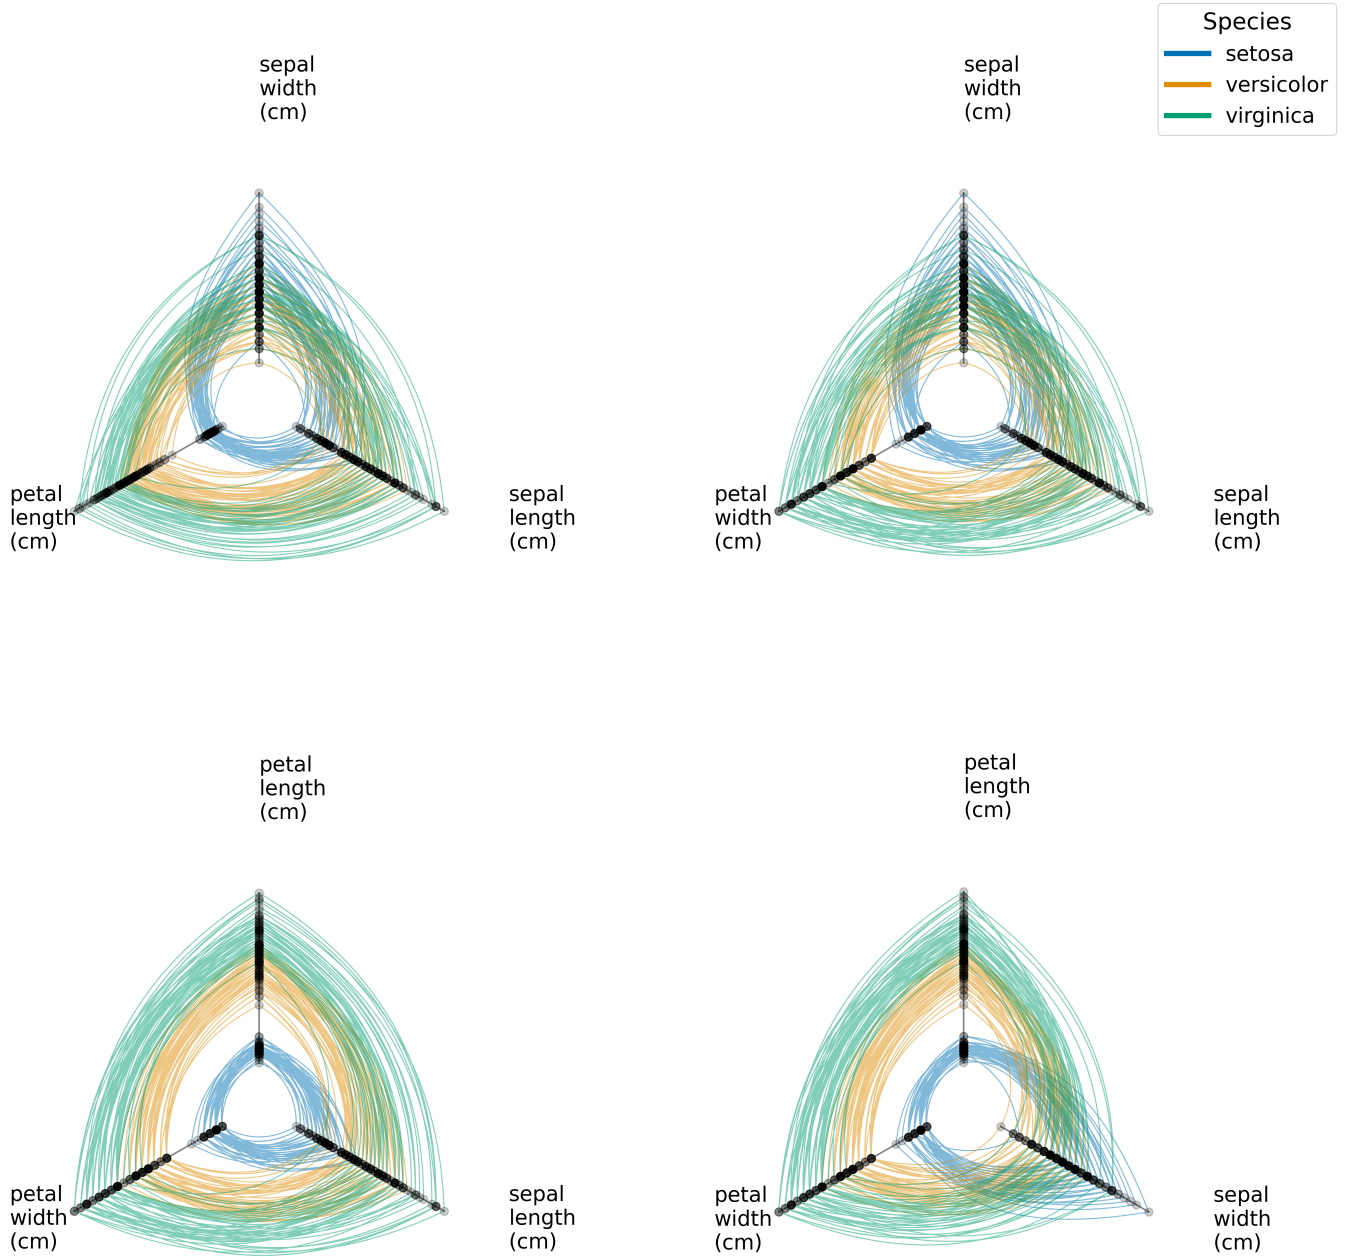 Species
setosa
versicolor
virginica
sepal
width
(cm)
petal
length
(cm)
sepal
length
(cm)
sepal
width
(cm)
petal
width
(cm)
sepal
length
(cm)
petal
length
(cm)
petal
width
(cm)
sepal
length
(cm)
petal
length
(cm)
petal
width
(cm)
sepal
width
(cm)